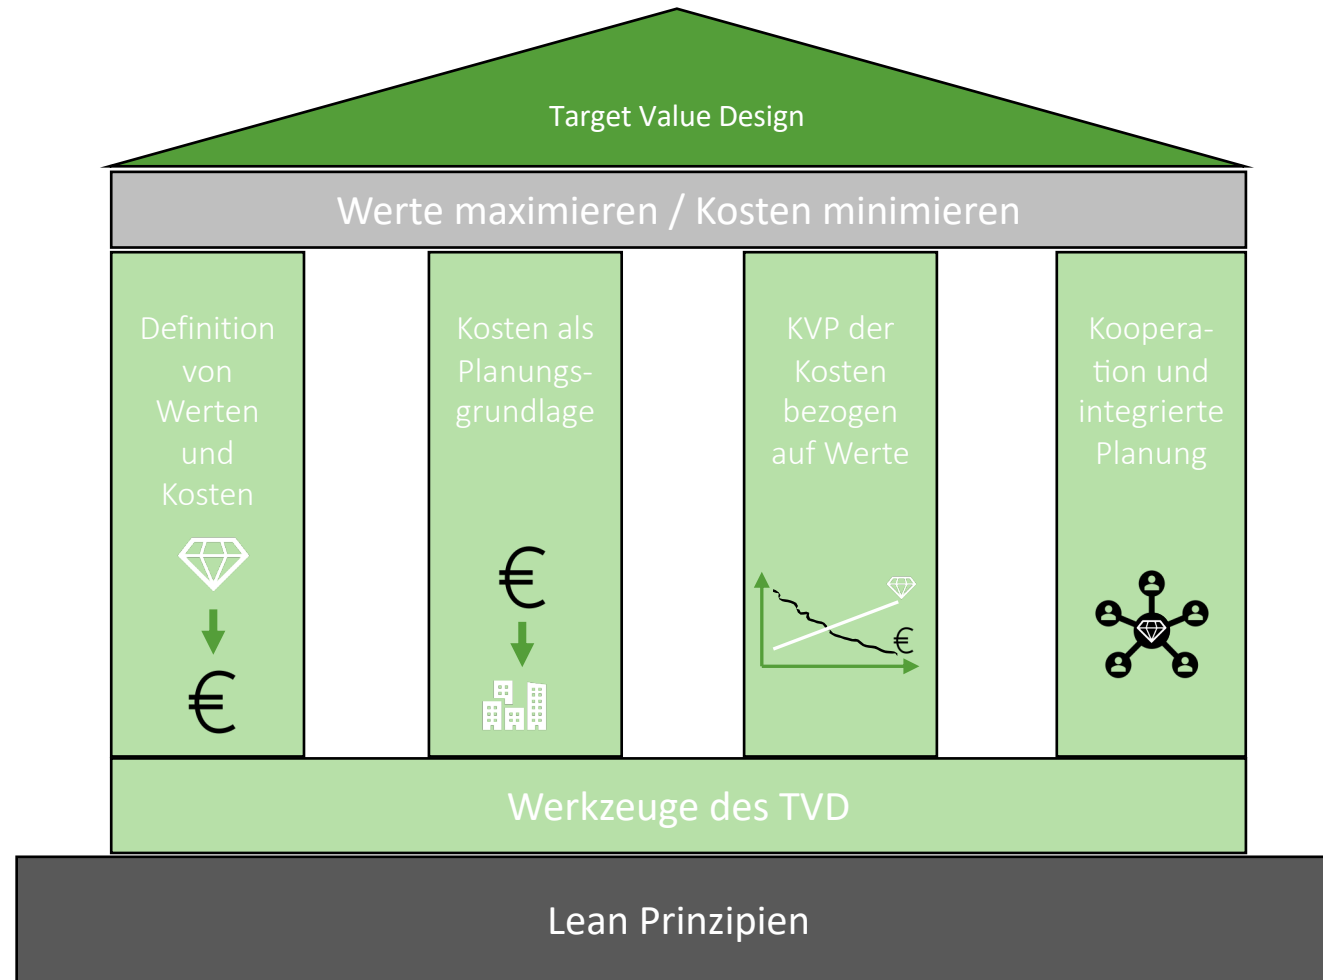 Target Value Design
Werte maximieren / Kosten minimieren
Definition
von
Werten
und
Kosten
€
Kosten als
Planungs-
grundlage
€
KVP der
Kosten
bezogen
auf Werte
€
Koopera-
tion und
integrierte
Planung
Werkzeuge des TVD
Lean Prinzipien